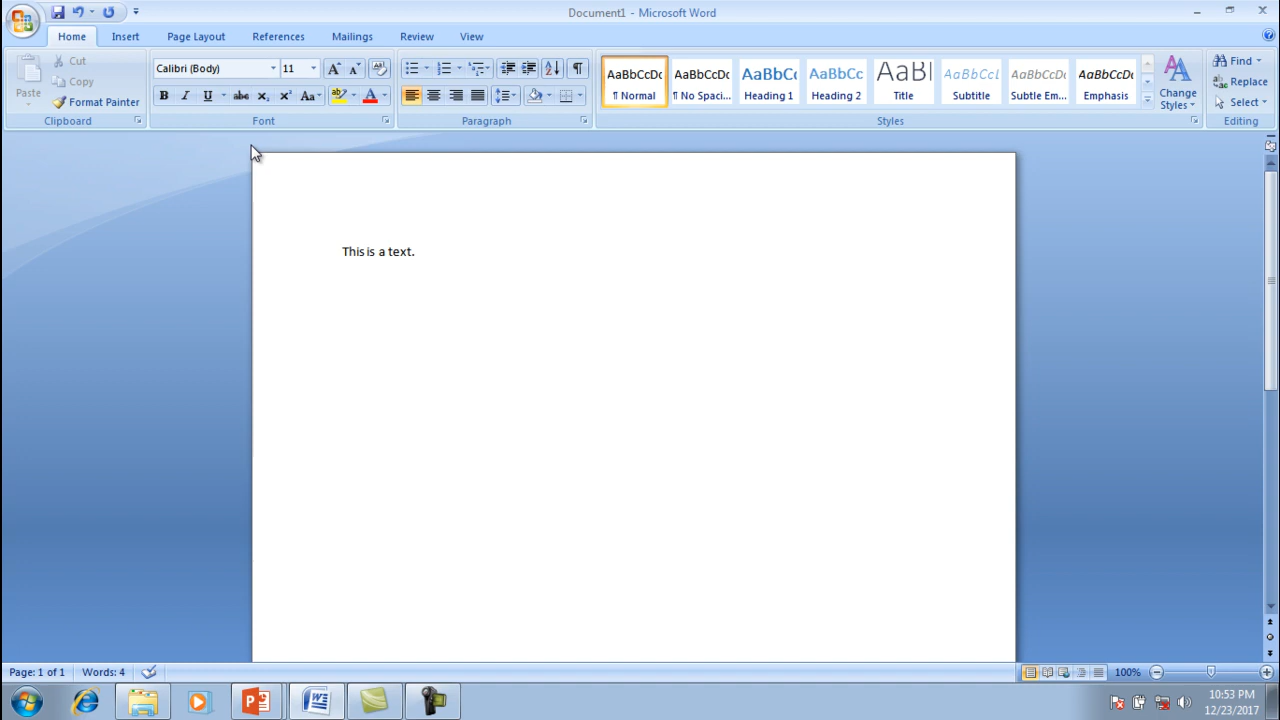 Document1 - Microsoft Word
Home Insert Page Layout References Mailings Review View
Paste
Cut
Copy
Format Painter
Clipboard
Calibri (Body) 11
Font
Paragraph
AaBbCcDc AaBbCcDc AaBbCc AaBbCc AaBb AaBbCcL AaBbCcDc AaBbCcDc
¶ Normal ¶ No Spaci... Heading 1 Heading 2 Title Subtitle Subtle Em... Emphasis
Change
Styles
Styles
Find
Replace
Select
Editing
This is a text.
Page: 1 of 1 Words: 4
100%
10:53 PM
12/23/2017